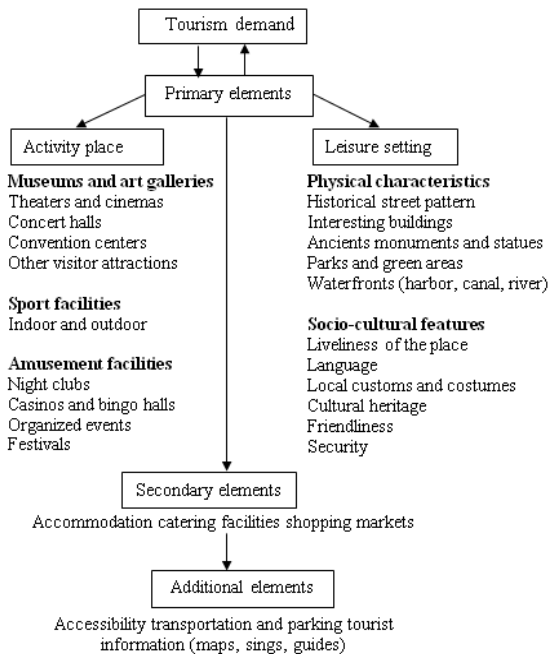 Tourism demand
Primary elements
Activity place
Museums and art galleries
Theaters and cinemas
Concert halls
Convention centers
Other visitor attractions
Sport facilities
Indoor and outdoor
Amusement facilities
Night clubs
Casinos and bingo halls
Organized events
Festivals
Leisure setting
Physical characteristics
Historical street pattern
Interesting buildings
Ancients monuments and statues
Parks and green areas
Waterfronts (harbor, canal, river)
Socio-cultural features
Liveliness of the place
Language
Local customs and costumes
Cultural heritage
Friendliness
Security
Secondary elements
Accommodation catering facilities shopping markets
Additional elements
Accessibility transportation and parking tourist
information (maps, sings, guides)